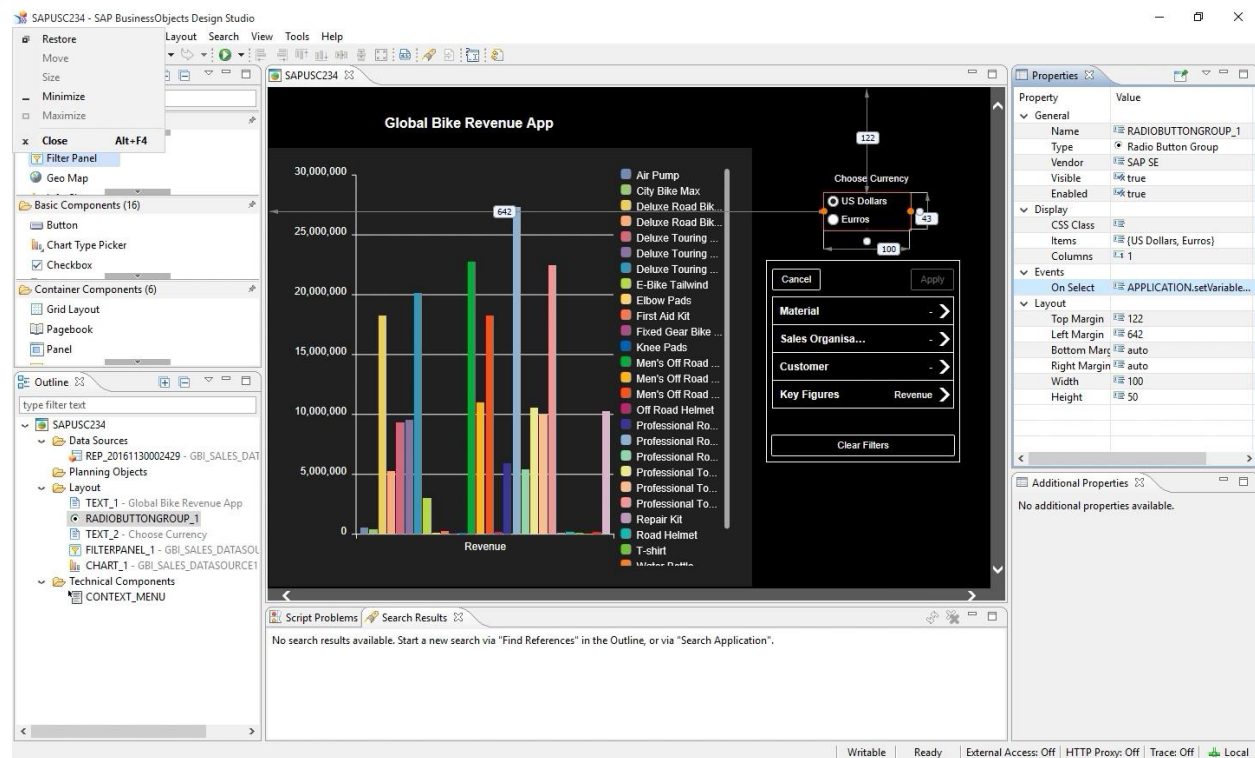 SAPUSC234 - SAP BusinessObjects Design Studio
Restore
Move
Size
Minimize
Maximize
Close Alt+F4
Layout Search View Tools Help
Filter Panel
Geo Map
Basic Components (16)
Button
Chart Type Picker
Checkbox
Container Components (6)
Grid Layout
Pagebook
Panel
Outline
type filter text
SAPUSC234
Data Sources
REP_20161130002429 - GBI_SALES_DAT
Planning Objects
Layout
TEXT_1 - Global Bike Revenue App
RADIOBUTTONGROUP_1
TEXT_2 - Choose Currency
FILTERPANEL_1 - GBI_SALES_DATASOU
CHART_1 - GBI_SALES_DATASOURCE1
Technical Components
CONTEXT_MENU
SAPUSC234
Global Bike Revenue App
30,000,000
25,000,000
20,000,000
15,000,000
10,000,000
5,000,000
0
Revenue
642
Air Pump
City Bike Max
Deluxe Road Bik...
Deluxe Road Bik...
Deluxe Touring ...
Deluxe Touring ...
Deluxe Touring ...
E-Bike Tailwind
Elbow Pads
First Aid Kit
Fixed Gear Bike ...
Knee Pads
Men's Off Road ...
Men's Off Road ...
Men's Off Road ...
Off Road Helmet
Professional Ro...
Professional Ro...
Professional Ro...
Professional To...
Professional To...
Professional To...
Repair Kit
Road Helmet
T-shirt
Water Bottle
122
Choose Currency
US Dollars
Eurros
43
100
Cancel Apply
Material -
Sales Organisa... -
Customer -
Key Figures Revenue
Clear Filters
Script Problems Search Results
No search results available. Start a new search via "Find References" in the Outline, or via "Search Application".
Properties
Property Value
General
Name RADIOBUTTONGROUP_1
Type Radio Button Group
Vendor SAP SE
Visible true
Enabled true
Display
CSS Class
Items {US Dollars, Eurros}
Columns 1
Events
On Select APPLICATION.setVariable...
Layout
Top Margin 122
Left Margin 642
Bottom Marg auto
Right Margin auto
Width 100
Height 50
Additional Properties
No additional properties available.
Writable Ready External Access: Off HTTP Proxy: Off Trace: Off Local